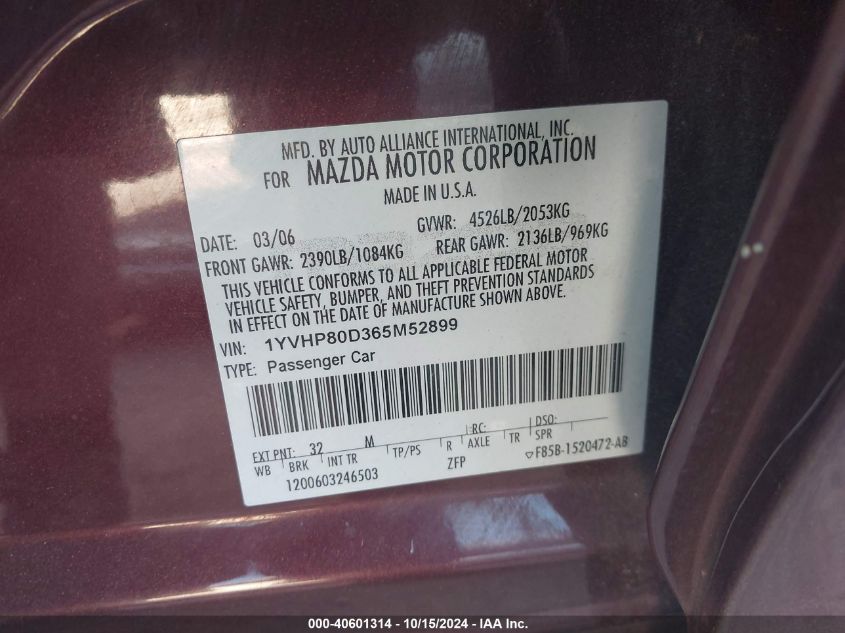 MFD. BY AUTO ALLIANCE INTERNATIONAL, INC.
FOR MAZDA MOTOR CORPORATION
MADE IN U.S.A.
DATE: 03/06 GVWR: 4526LB/2053KG
FRONT GAWR: 2390LB/1084KG REAR GAWR: 2136LB/969KG
THIS VEHICLE CONFORMS TO ALL APPLICABLE FEDERAL MOTOR
VEHICLE SAFETY, BUMPER, AND THEFT PREVENTION STANDARDS
IN EFFECT ON THE DATE OF MANUFACTURE SHOWN ABOVE.
VIN: 1YVHP80D365M52899
TYPE: Passenger Car
EXT PNT: 32 M RC: DSO:
WB BRK INT TR TP/PS R AXLE TR SPR
1200603246503 ZFP F85B-1520472-AB
000-40601314 - 10/15/2024 - IAA Inc.